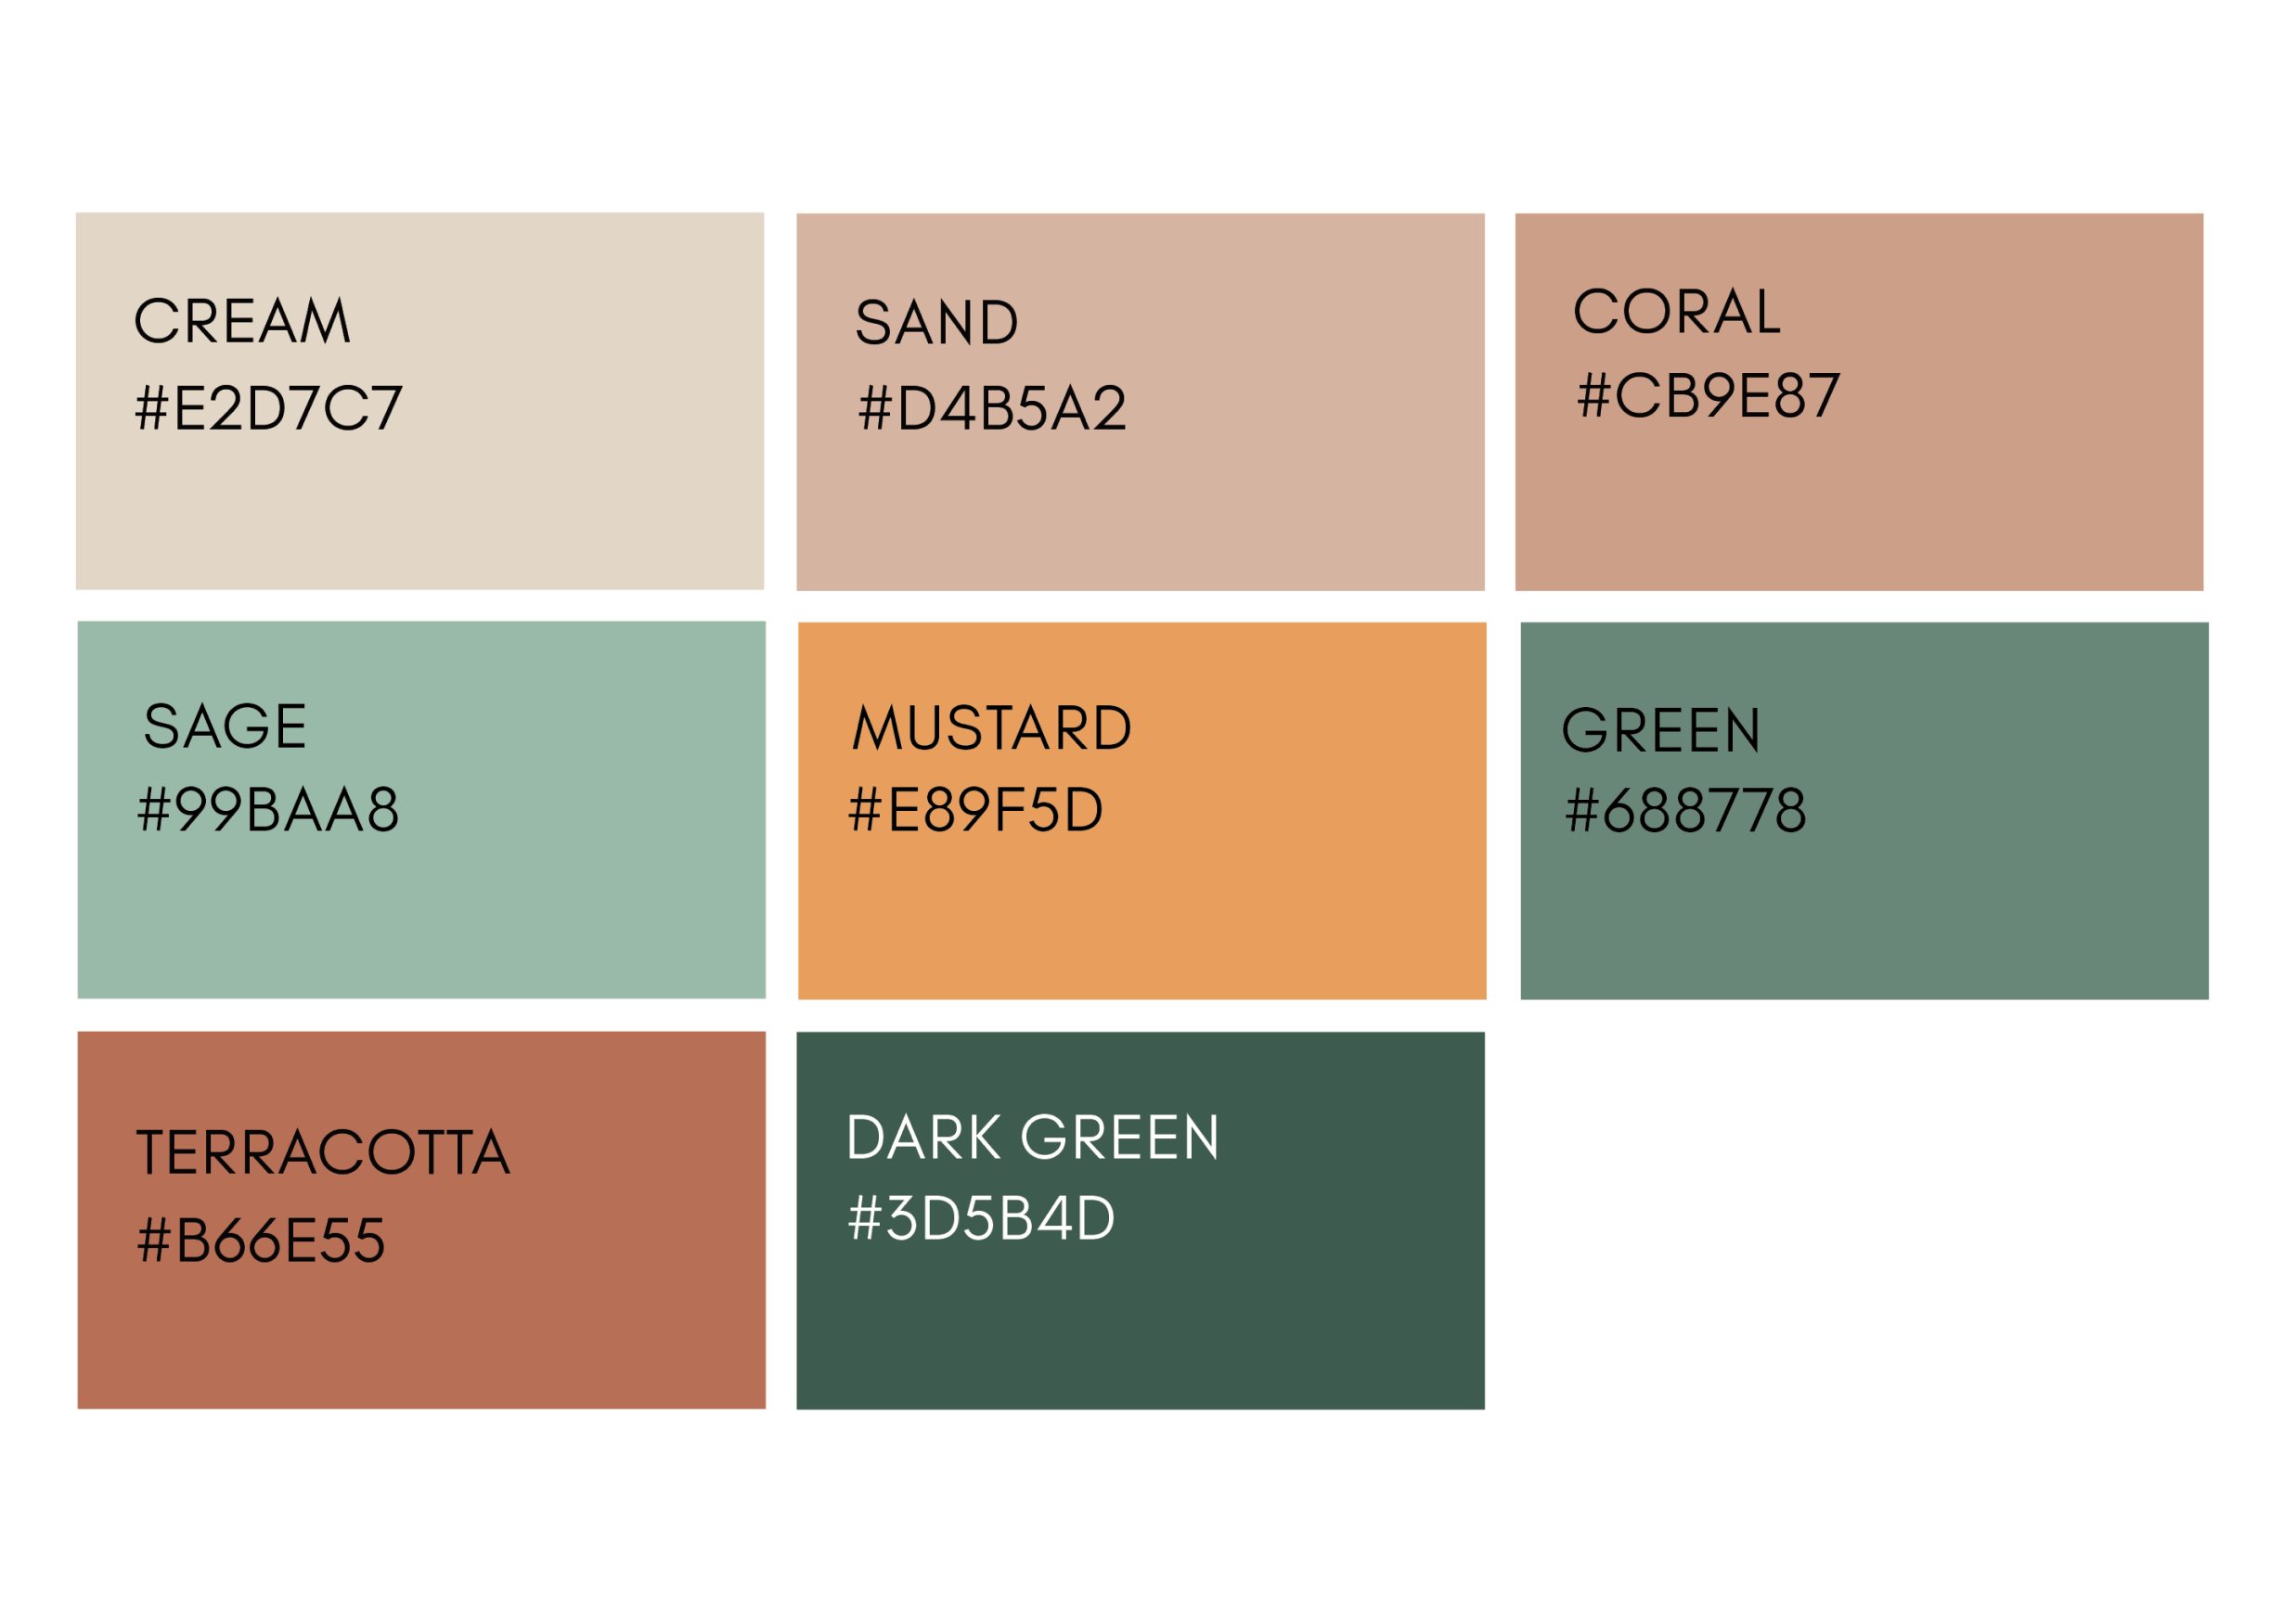 CREAM
#E2D7C7
SAND
#D4B5A2
CORAL
#CB9E87
SAGE
#99BAA8
MUSTARD
#E89F5D
GREEN
#688778
TERRACOTTA
#B66E55
DARK GREEN
#3D5B4D